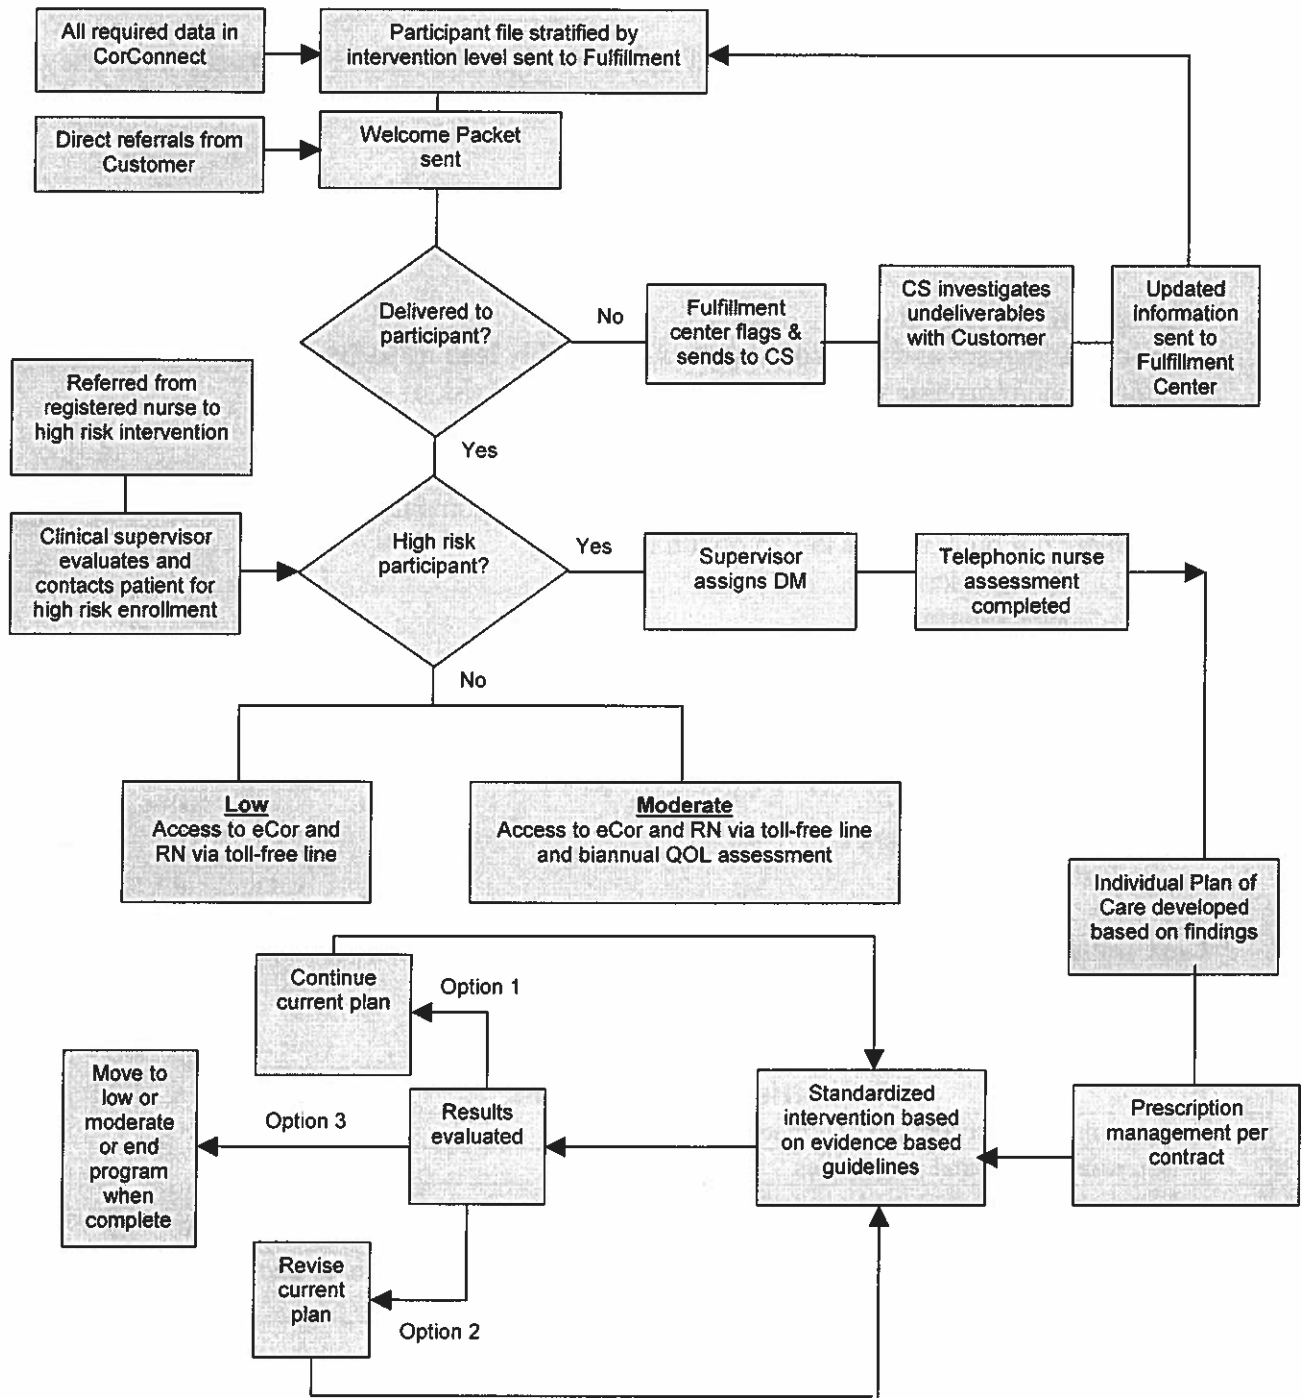 All required data in
CorConnect
Participant file stratified by
intervention level sent to Fulfillment
Direct referrals from
Customer
Welcome Packet
sent
Delivered to
participant?
No
Fulfillment
center flags &
sends to CS
CS investigates
undeliverables
with Customer
Updated
information
sent to
Fulfillment
Center
Referred from
registered nurse to
high risk intervention
Yes
Clinical supervisor
evaluates and
contacts patient for
high risk enrollment
High risk
participant?
Yes
Supervisor
assigns DM
Telephonic nurse
assessment
completed
No
Low
Access to eCor and
RN via toll-free line
Moderate
Access to eCor and RN via toll-free line
and biannual QOL assessment
Individual Plan of
Care developed
based on findings
Continue
current plan
Option 1
Move to
low or
moderate
or end
program
when
complete
Option 3
Results
evaluated
Standardized
intervention based
on evidence based
guidelines
Prescription
management per
contract
Revise
current
plan
Option 2